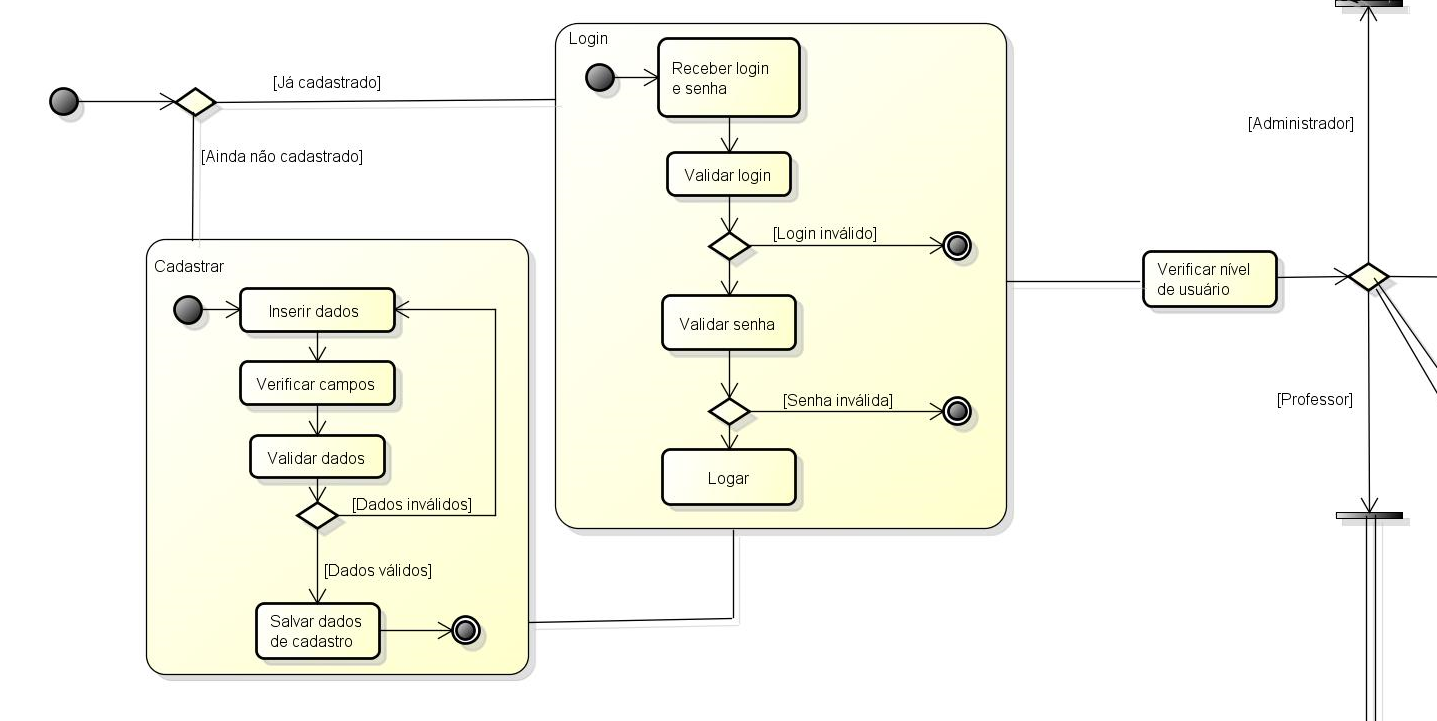 [Já cadastrado]
[Ainda não cadastrado]
Cadastrar
Inserir dados
Verificar campos
Validar dados
[Dados inválidos]
[Dados válidos]
Salvar dados
de cadastro
Login
Receber login
e senha
Validar login
[Login inválido]
Validar senha
[Senha inválida]
Logar
Verificar nível
de usuário
[Administrador]
[Professor]